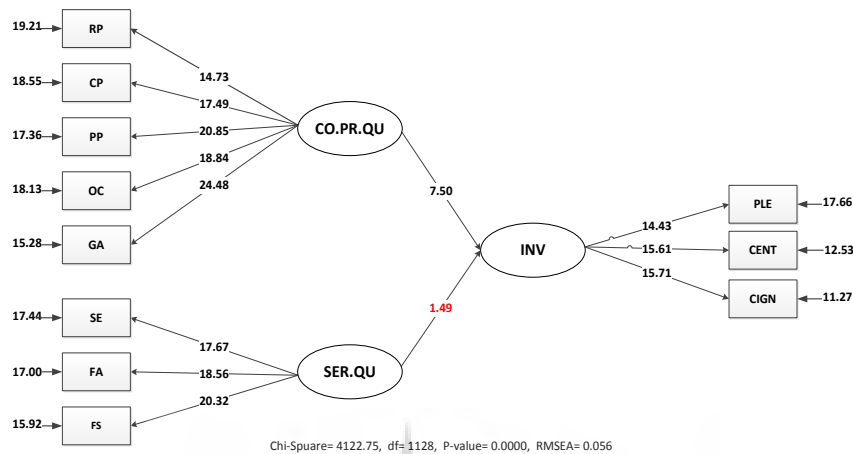 19.21 RP
14.73
18.55 CP
17.49
17.36 PP
20.85
CO.PR.QU
18.13 OC
18.84
15.28 GA
24.48
7.50
PLE 17.66
14.43
INV
15.61
CENT 12.53
15.71
CIGN 11.27
17.44 SE
17.67
1.49
17.00 FA
18.56
SER.QU
20.32
15.92 FS
Chi-Spuare= 4122.75, df= 1128, P-value= 0.0000, RMSEA= 0.056